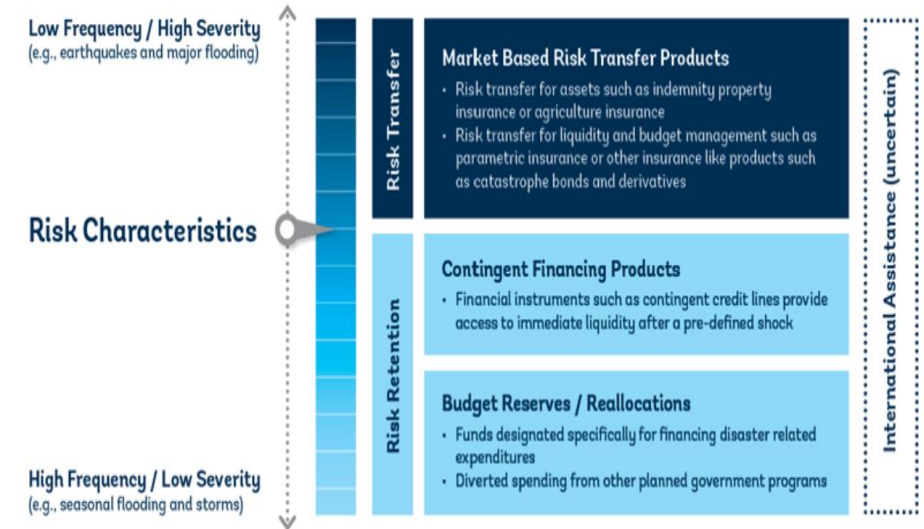 Low Frequency / High Severity
(e.g., earthquakes and major flooding)
Risk Characteristics
High Frequency / Low Severity
(e.g., seasonal flooding and storms)
Risk Transfer
Market Based Risk Transfer Products
• Risk transfer for assets such as indemnity property
insurance or agriculture insurance
• Risk transfer for liquidity and budget management such as
parametric insurance or other insurance like products such
as catastrophe bonds and derivatives
Risk Retention
Contingent Financing Products
• Financial instruments such as contingent credit lines provide
access to immediate liquidity after a pre-defined shock
Budget Reserves / Reallocations
• Funds designated specifically for financing disaster related
expenditures
• Diverted spending from other planned government programs
International Assistance (uncertain)